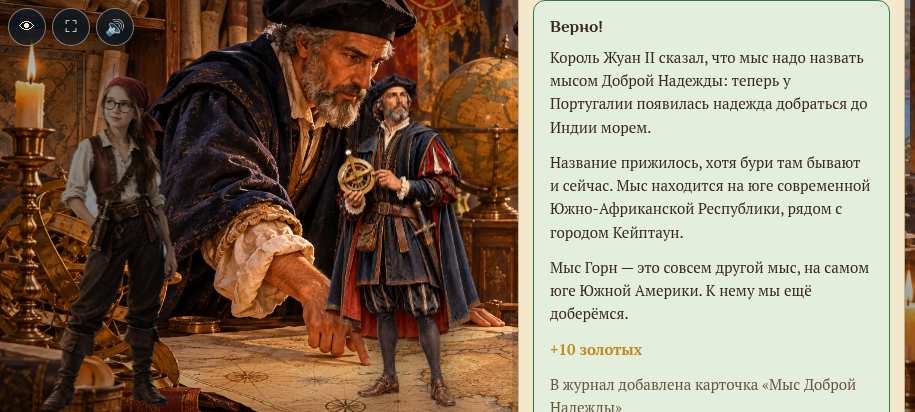 Верно!
Король Жуан II сказал, что мыс надо назвать
мысом Доброй Надежды: теперь у
Португалии появилась надежда добраться до
Индии морем.
Название прижилось, хотя бури там бывают
и сейчас. Мыс находится на юге современной
Южно-Африканской Республики, рядом с
городом Кейптаун.
Мыс Горн — это совсем другой мыс, на самом
юге Южной Америки. К нему мы ещё
доберёмся.
+10 золотых
В журнал добавлена карточка «Мыс Доброй
Надежды»